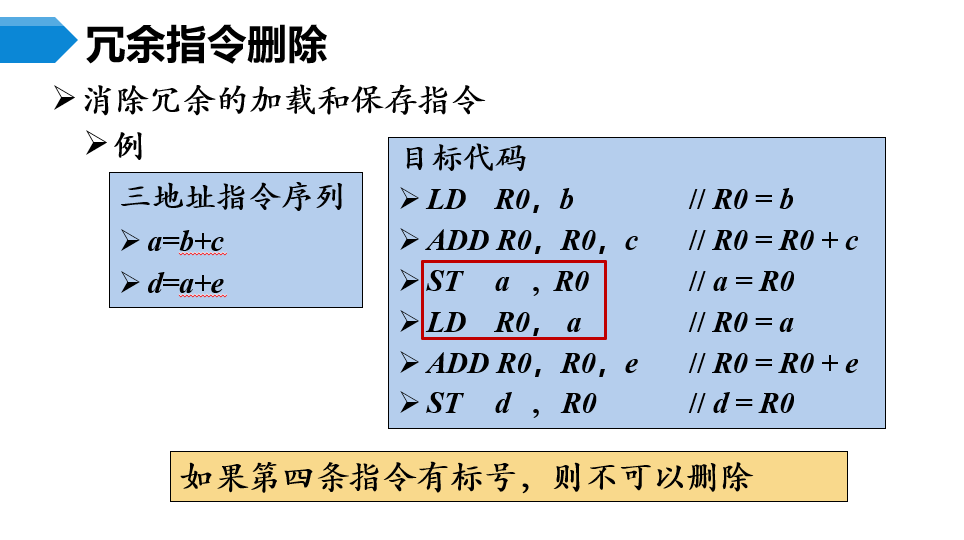 冗余指令删除
消除冗余的加载和保存指令
例
三地址指令序列
a=b+c
d=a+e
目标代码
LD R0，b // R0 = b
ADD R0，R0，c // R0 = R0 + c
ST a ，R0 // a = R0
LD R0，a // R0 = a
ADD R0，R0，e // R0 = R0 + e
ST d ，R0 // d = R0
如果第四条指令有标号，则不可以删除